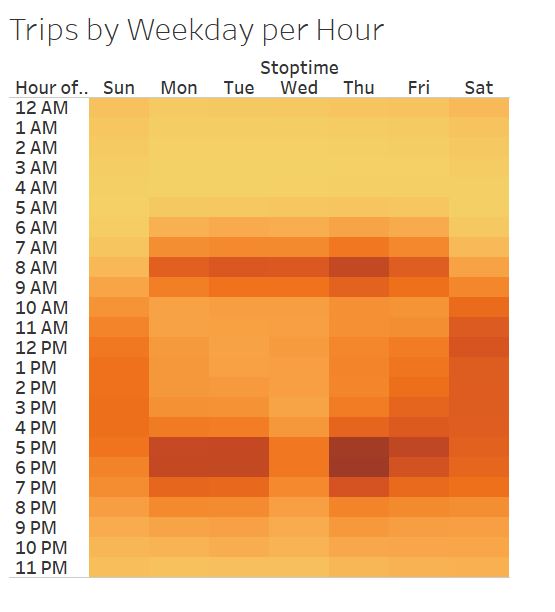 Trips by Weekday per Hour
Stoptime
Hour of.. Sun Mon Tue Wed Thu Fri Sat
12 AM
1 AM
2 AM
3 AM
4 AM
5 AM
6 AM
7 AM
8 AM
9 AM
10 AM
11 AM
12 PM
1 PM
2 PM
3 PM
4 PM
5 PM
6 PM
7 PM
8 PM
9 PM
10 PM
11 PM